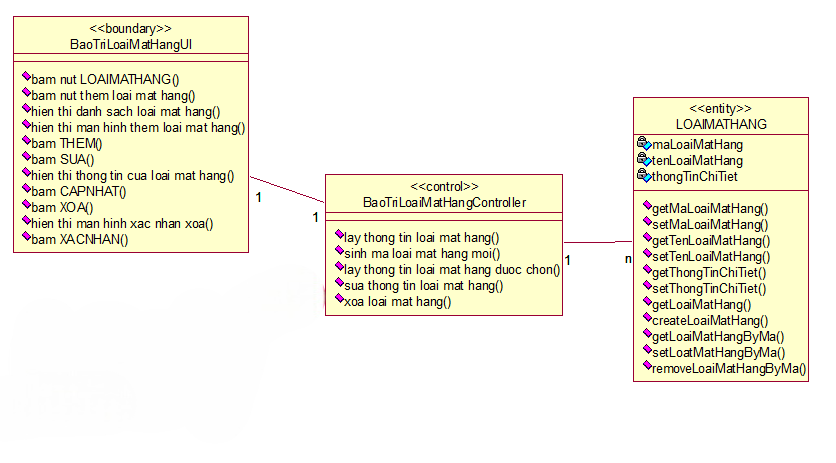 <<boundary>>
BaoTriLoaiMatHangUI
bam nut LOAIMATHANG()
bam nut them loai mat hang()
hien thi danh sach loai mat hang()
hien thi man hinh them loai mat hang()
bam THEM()
bam SUA()
hien thi thong tin cua loai mat hang()
bam CAPNHAT()
bam XOA()
hien thi man hinh xac nhan xoa()
bam XACNHAN()
1
1
<<control>>
BaoTriLoaiMatHangController
lay thong tin loai mat hang()
sinh ma loai mat hang moi()
lay thong tin loai mat hang duoc chon()
sua thong tin loai mat hang()
xoa loai mat hang()
1
n
<<entity>>
LOAIMATHANG
maLoaiMatHang
tenLoaiMatHang
thongTinChiTiet
getMaLoaiMatHang()
setMaLoaiMatHang()
getTenLoaiMatHang()
setTenLoaiMatHang()
getThongTinChiTiet()
setThongTinChiTiet()
getLoaiMatHang()
createLoaiMatHang()
getLoaiMatHangByMa()
setLoatMatHangByMa()
removeLoaiMatHangByMa()